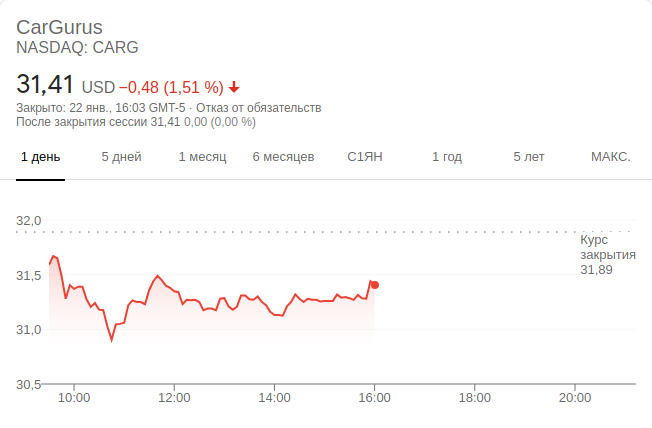 CarGurus
NASDAQ: CARG
31,41 USD −0,48 (1,51 %)
Закрыто: 22 янв., 16:03 GMT-5 · Отказ от обязательств
После закрытия сессии 31,41 0,00 (0,00 %)
1 день 5 дней 1 месяц 6 месяцев С1ЯН 1 год 5 лет МАКС.
32,0
Курс
закрытия
31,89
31,5
31,0
30,5
10:00 12:00 14:00 16:00 18:00 20:00